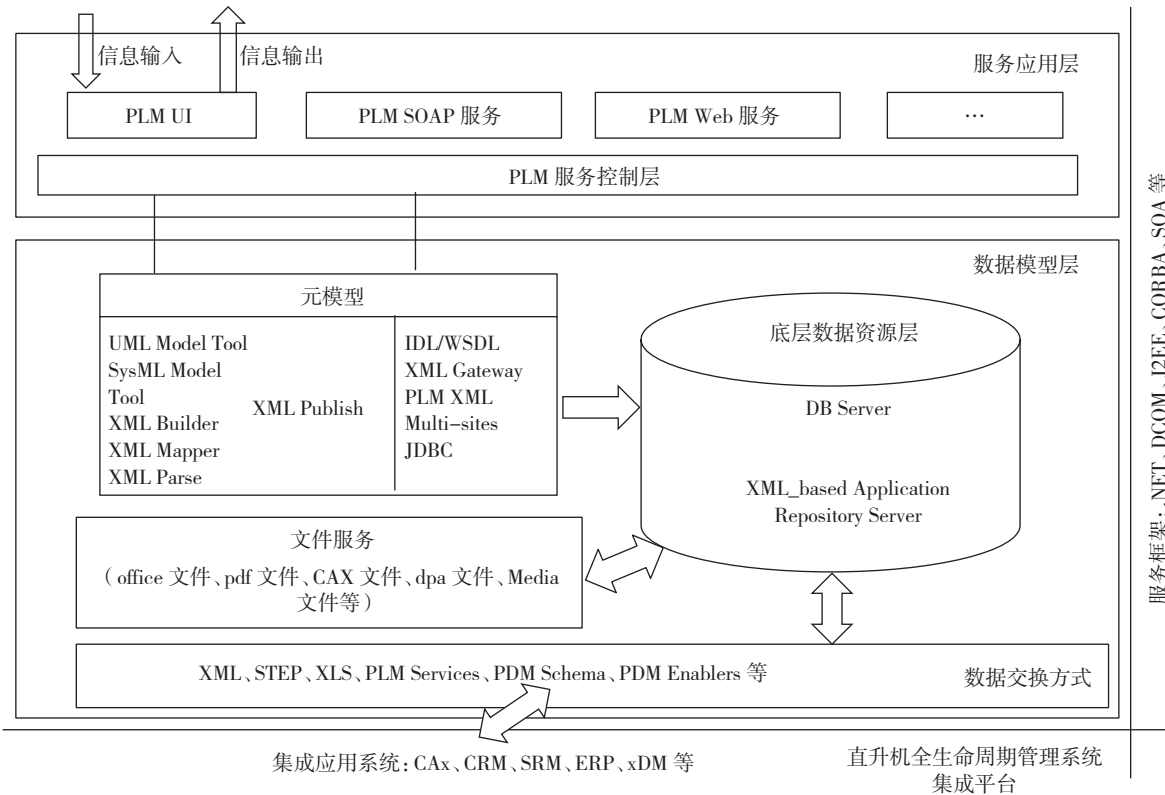 信息输入
信息输出
服务应用层
PLM UI
PLM SOAP 服务
PLM Web 服务
…
PLM 服务控制层
数据模型层
元模型
UML Model Tool
SysML Model
Tool
XML Builder
XML Mapper
XML Parse
XML Publish
IDL/WSDL
XML Gateway
PLM XML
Multi-sites
JDBC
底层数据资源层
DB Server
XML_based Application
Repository Server
文件服务
（office 文件、pdf 文件、CAX 文件、dpa 文件、Media
文件等）
XML、STEP、XLS、PLM Services、PDM Schema、PDM Enablers 等
数据交换方式
集成应用系统：CAx、CRM、SRM、ERP、xDM 等
直升机全生命周期管理系统
集成平台
服务框架：.NET、DCOM、J2EE、CORBA、SOA 等